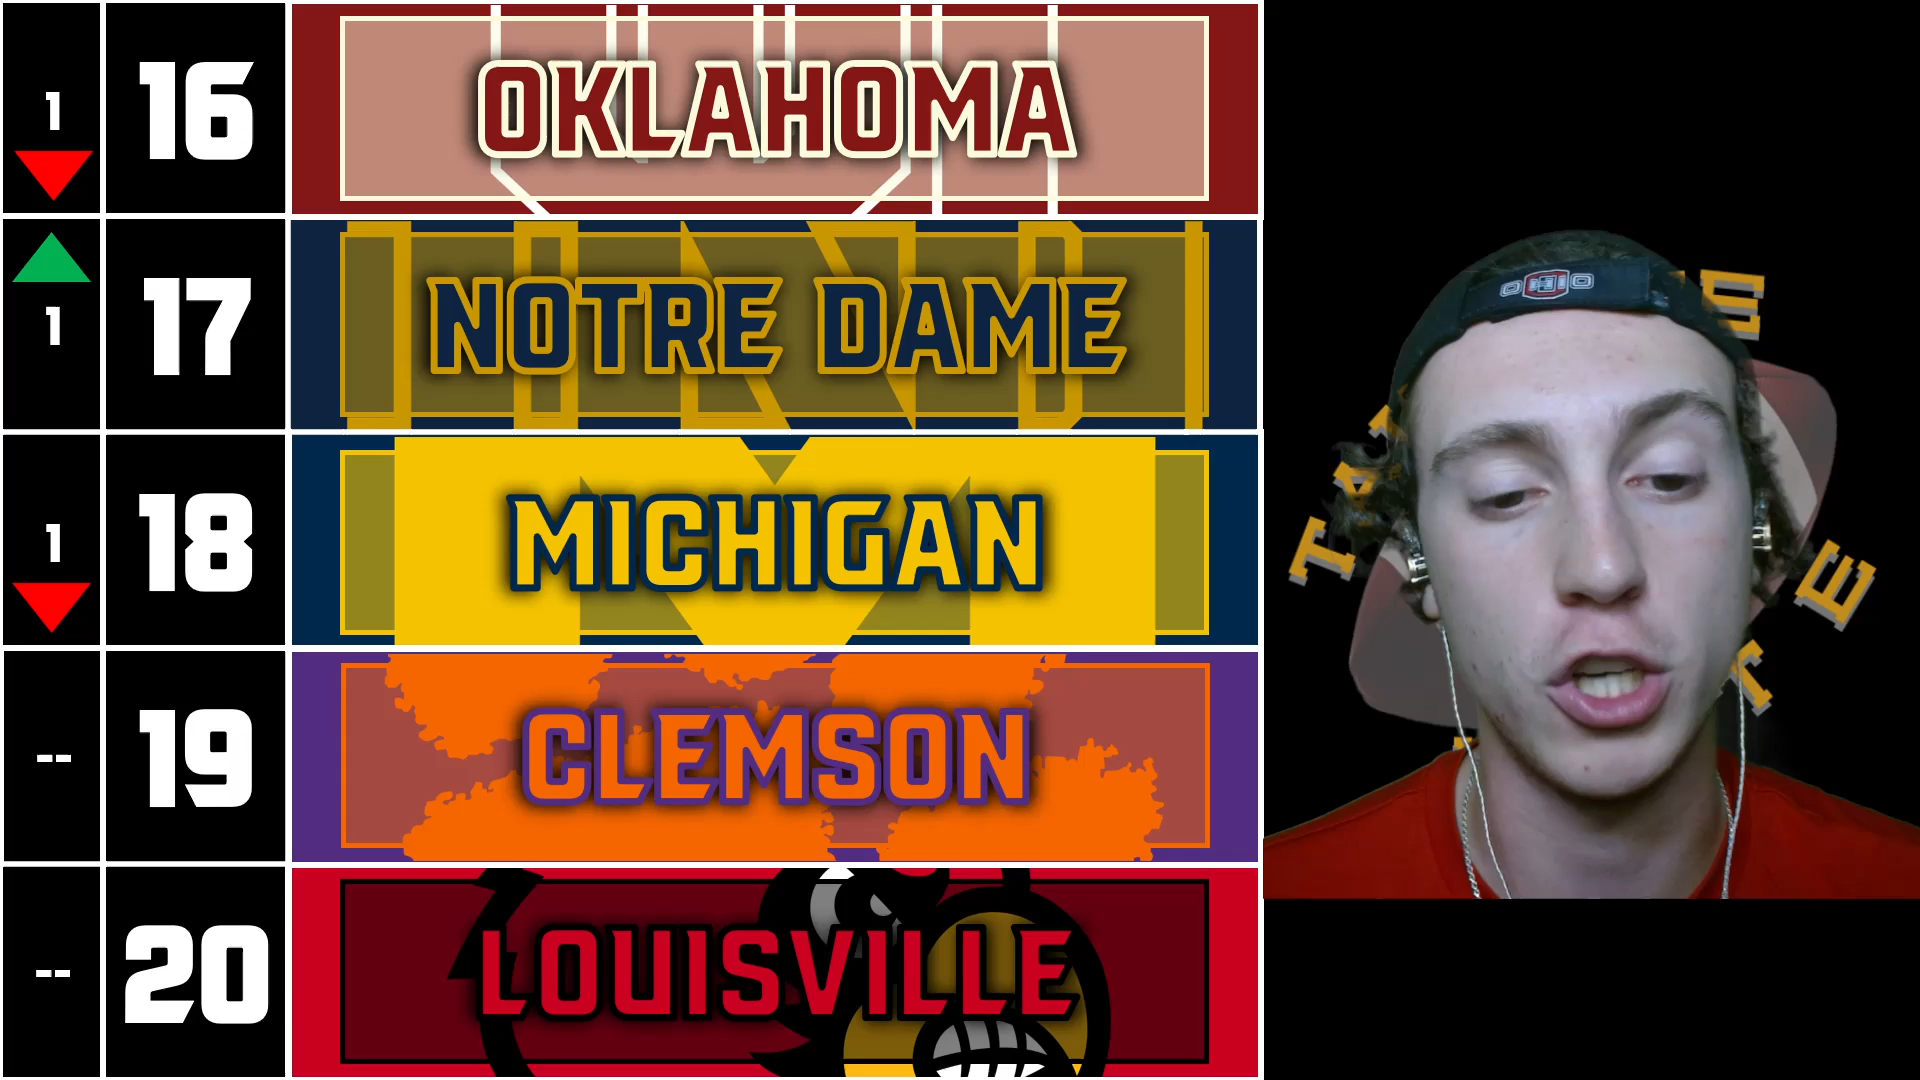 1
16
OKLAHOMA
1
17
NOTRE DAME
1
18
MICHIGAN
--
19
CLEMSON
--
20
LOUISVILLE
OHIO